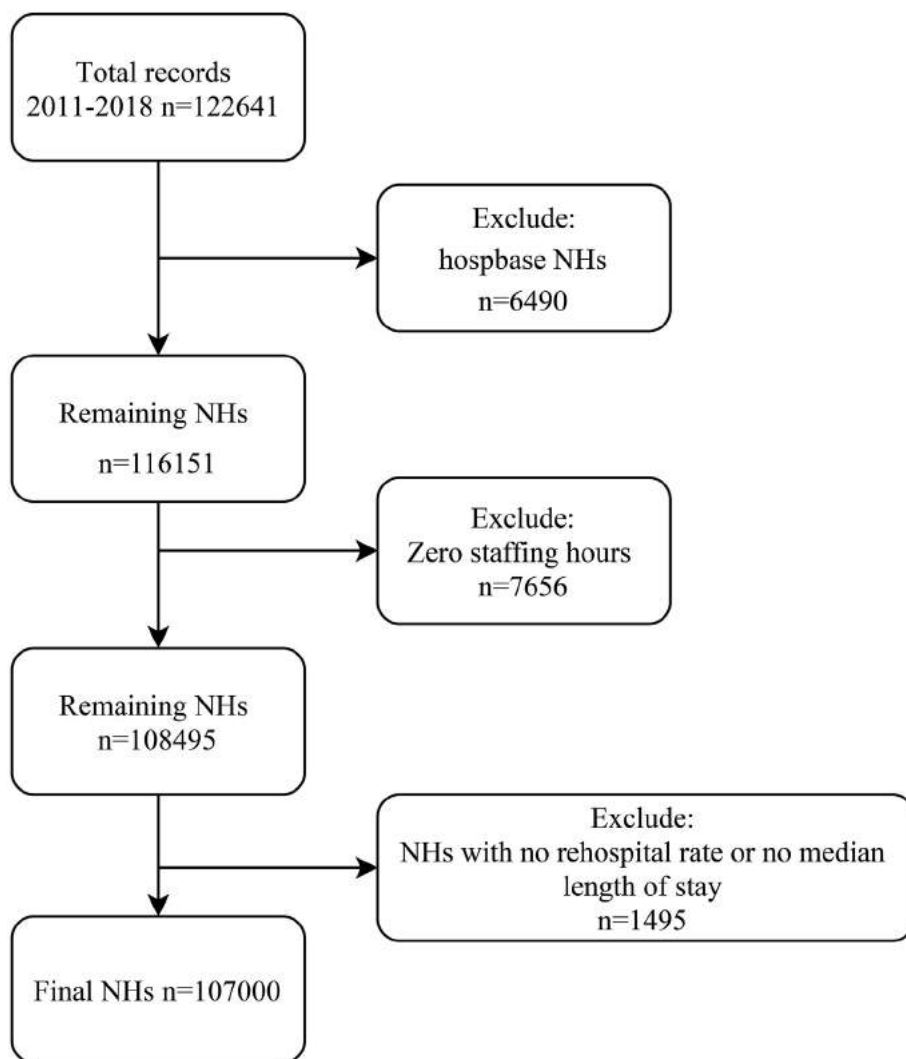 Total records
2011-2018 n=122641
Exclude:
hospbase NHs
n=6490
Remaining NHs
n=116151
Exclude:
Zero staffing hours
n=7656
Remaining NHs
n=108495
Exclude:
NHs with no rehospital rate or no median
length of stay
n=1495
Final NHs n=107000